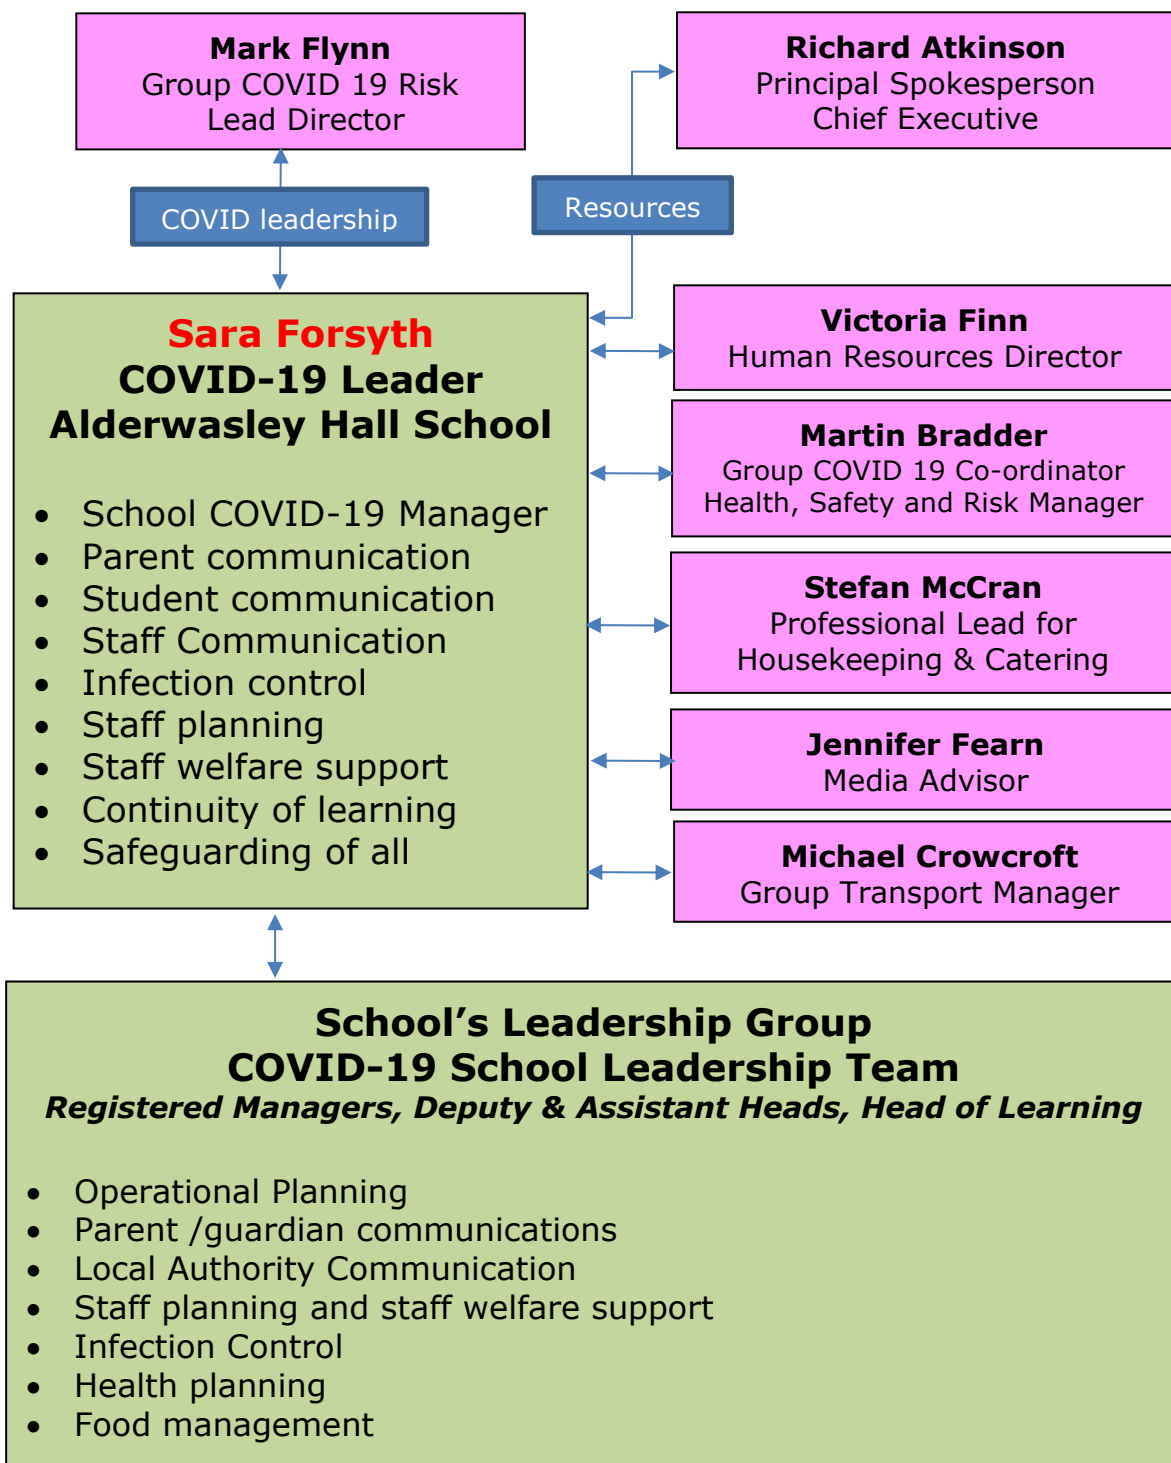 Mark Flynn
Group COVID 19 Risk
Lead Director
Richard Atkinson
Principal Spokesperson
Chief Executive
COVID leadership
Resources
Sara Forsyth
COVID-19 Leader
Alderwasley Hall School
• School COVID-19 Manager
• Parent communication
• Student communication
• Staff Communication
• Infection control
• Staff planning
• Staff welfare support
• Continuity of learning
• Safeguarding of all
Victoria Finn
Human Resources Director
Martin Bradder
Group COVID 19 Co-ordinator
Health, Safety and Risk Manager
Stefan McCran
Professional Lead for
Housekeeping & Catering
Jennifer Fearn
Media Advisor
Michael Crowcroft
Group Transport Manager
School’s Leadership Group
COVID-19 School Leadership Team
Registered Managers, Deputy & Assistant Heads, Head of Learning
• Operational Planning
• Parent /guardian communications
• Local Authority Communication
• Staff planning and staff welfare support
• Infection Control
• Health planning
• Food management